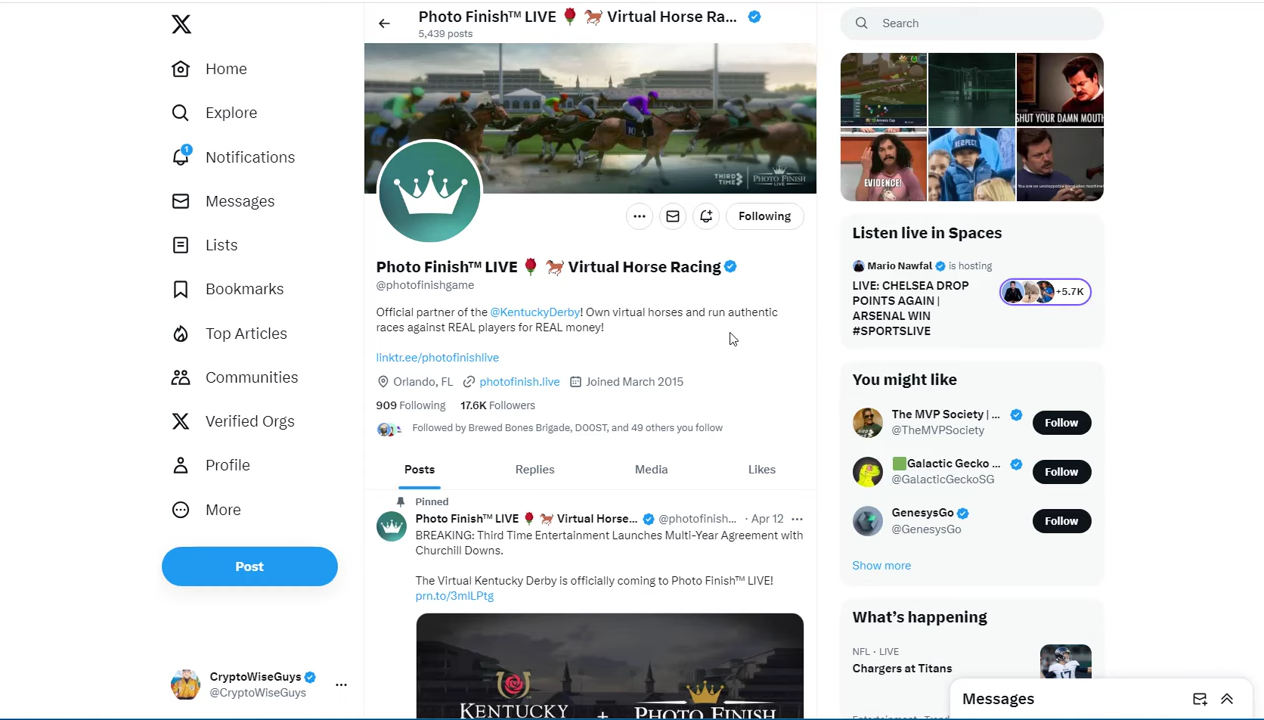 Photo Finish™ LIVE 🌹 🐎 Virtual Horse Ra...
5,439 posts
Search
Home
Explore
1
Notifications
Messages
Lists
Bookmarks
Top Articles
Communities
Verified Orgs
Profile
More
Post
CryptoWiseGuys
@CryptoWiseGuys
THIRD TIME
PHOTO FINISH
LIVE
Following
Photo Finish™ LIVE 🌹 🐎 Virtual Horse Racing
@photofinishgame
Official partner of the @KentuckyDerby! Own virtual horses and run authentic
races against REAL players for REAL money!
linktr.ee/photofinishlive
Orlando, FL photofinish.live Joined March 2015
909 Following 17.6K Followers
Followed by Brewed Bones Brigade, D00ST, and 49 others you follow
Posts Replies Media Likes
Pinned
Photo Finish™ LIVE 🌹 🐎 Virtual Horse... @photofinish... · Apr 12
BREAKING: Third Time Entertainment Launches Multi-Year Agreement with
Churchill Downs.
The Virtual Kentucky Derby is officially coming to Photo Finish™ LIVE!
prn.to/3mILPtg
KENTUCKY + PHOTO FINISH
SHUT YOUR DAMN MOUTH
EVIDENCE!
RESPECT
Listen live in Spaces
Mario Nawfal is hosting
LIVE: CHELSEA DROP
POINTS AGAIN |
ARSENAL WIN
#SPORTSLIVE
+5.7K
You might like
The MVP Society | ...
@TheMVPSociety
Follow
Galactic Gecko ...
@GalacticGeckoSG
Follow
GenesysGo
@GenesysGo
Follow
Show more
What's happening
NFL · LIVE
Chargers at Titans
Messages